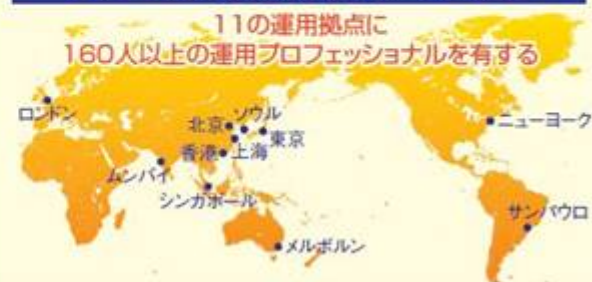 11の運用拠点に
160人以上の運用プロフェッショナルを有する
ロンドン
北京
ソウル
東京
ニューヨーク
香港
上海
ムンバイ
シンガポール
サンパウロ
メルボルン